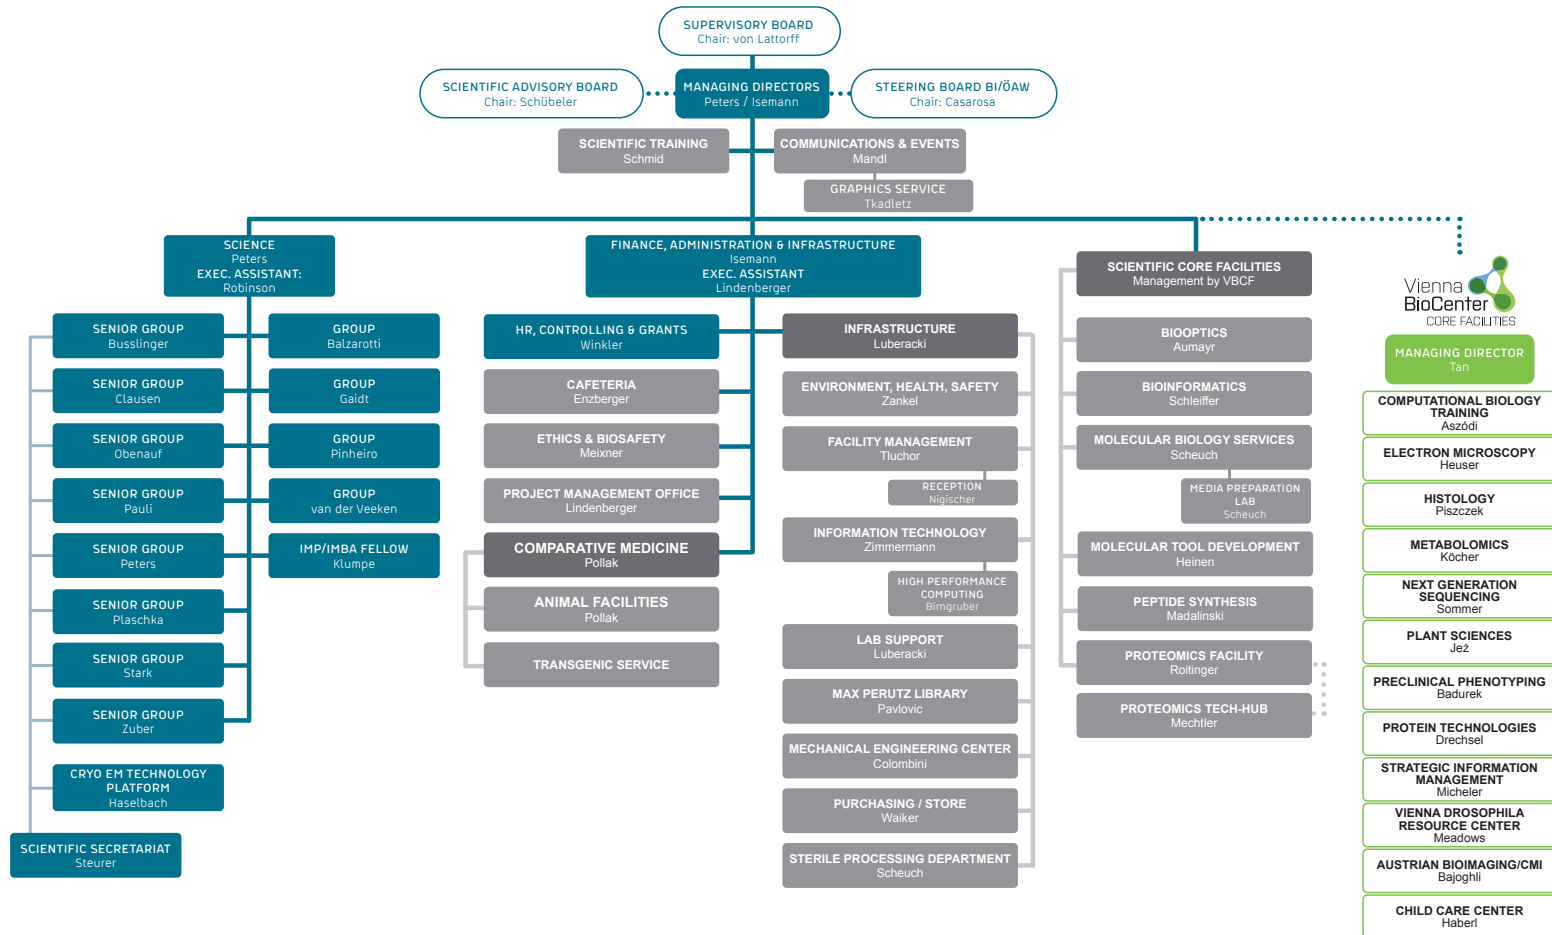 SUPERVISORY BOARD
Chair: von Lattorff
SCIENTIFIC ADVISORY BOARD
Chair: Schübeler
MANAGING DIRECTORS
Peters / Isemann
STEERING BOARD BI/ÖAW
Chair: Casarosa
SCIENTIFIC TRAINING
Schmid
COMMUNICATIONS & EVENTS
Mandl
GRAPHICS SERVICE
Tkadletz
SCIENCE
Peters
EXEC. ASSISTANT:
Robinson
SENIOR GROUP
Busslinger
GROUP
Balzarotti
SENIOR GROUP
Clausen
GROUP
Gaidt
SENIOR GROUP
Obenauf
GROUP
Pinheiro
SENIOR GROUP
Pauli
GROUP
van der Veeken
SENIOR GROUP
Peters
IMP/IMBA FELLOW
Klumpe
SENIOR GROUP
Plaschka
SENIOR GROUP
Stark
SENIOR GROUP
Zuber
CRYO EM TECHNOLOGY
PLATFORM
Haselbach
SCIENTIFIC SECRETARIAT
Steurer
FINANCE, ADMINISTRATION & INFRASTRUCTURE
Isemann
EXEC. ASSISTANT
Lindenberger
HR, CONTROLLING & GRANTS
Winkler
CAFETERIA
Enzberger
ETHICS & BIOSAFETY
Meixner
PROJECT MANAGEMENT OFFICE
Lindenberger
COMPARATIVE MEDICINE
Pollak
ANIMAL FACILITIES
Pollak
TRANSGENIC SERVICE
INFRASTRUCTURE
Luberacki
ENVIRONMENT, HEALTH, SAFETY
Zankel
FACILITY MANAGEMENT
Tluchor
RECEPTION
Nigischer
INFORMATION TECHNOLOGY
Zimmermann
HIGH PERFORMANCE
COMPUTING
Birngruber
LAB SUPPORT
Luberacki
MAX PERUTZ LIBRARY
Pavlovic
MECHANICAL ENGINEERING CENTER
Colombini
PURCHASING / STORE
Waiker
STERILE PROCESSING DEPARTMENT
Scheuch
SCIENTIFIC CORE FACILITIES
Management by VBCF
BIOOPTICS
Aumayr
BIOINFORMATICS
Schleiffer
MOLECULAR BIOLOGY SERVICES
Scheuch
MEDIA PREPARATION
LAB
Scheuch
MOLECULAR TOOL DEVELOPMENT
Heinen
PEPTIDE SYNTHESIS
Madalinski
PROTEOMICS FACILITY
Roitinger
PROTEOMICS TECH-HUB
Mechtler
Vienna
BioCenter
CORE FACILITIES
MANAGING DIRECTOR
Tan
COMPUTATIONAL BIOLOGY
TRAINING
Aszódi
ELECTRON MICROSCOPY
Heuser
HISTOLOGY
Piszczek
METABOLOMICS
Köcher
NEXT GENERATION
SEQUENCING
Sommer
PLANT SCIENCES
Jeż
PRECLINICAL PHENOTYPING
Badurek
PROTEIN TECHNOLOGIES
Drechsel
STRATEGIC INFORMATION
MANAGEMENT
Micheler
VIENNA DROSOPHILA
RESOURCE CENTER
Meadows
AUSTRIAN BIOIMAGING/CMI
Bajoghli
CHILD CARE CENTER
Haberl